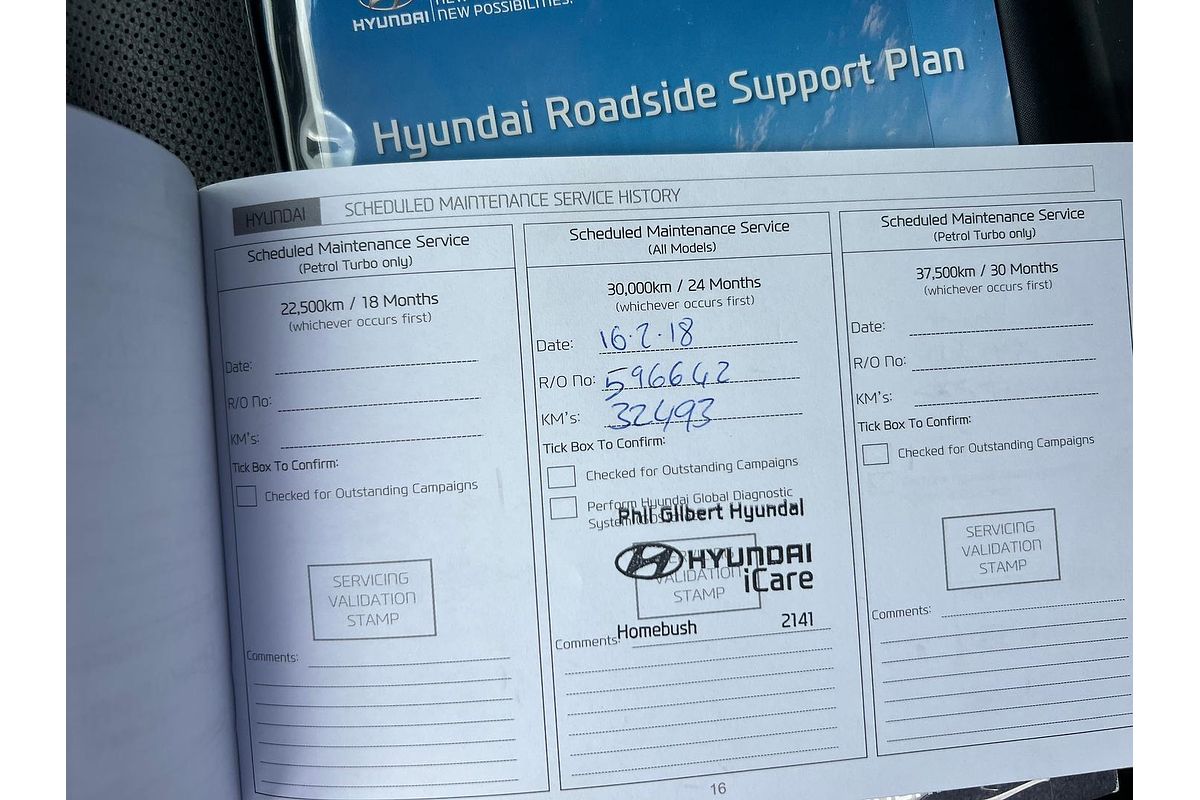 HYUNDAI
NEW POSSIBILITIES.
Hyundai Roadside Support Plan
HYUNDAI SCHEDULED MAINTENANCE SERVICE HISTORY
Scheduled Maintenance Service
(Petrol Turbo only)
22,500km / 18 Months
(whichever occurs first)
Date:
R/O No:
KM's:
Tick Box To Confirm:
Checked for Outstanding Campaigns
SERVICING
VALIDATION
STAMP
Comments:
Scheduled Maintenance Service
(All Models)
30,000km / 24 Months
(whichever occurs first)
Date: 16.2.18
R/O No: 596642
KM's: 32493
Tick Box To Confirm:
Checked for Outstanding Campaigns
Perform Hyundai Global Diagnostic
System
Phil Gilbert Hyundai
HYUNDAI
iCare
VALIDATION
STAMP
Homebush 2141
Comments:
Scheduled Maintenance Service
(Petrol Turbo only)
37,500km / 30 Months
(whichever occurs first)
Date:
R/O No:
KM's:
Tick Box To Confirm:
Checked for Outstanding Campaigns
SERVICING
VALIDATION
STAMP
Comments:
16